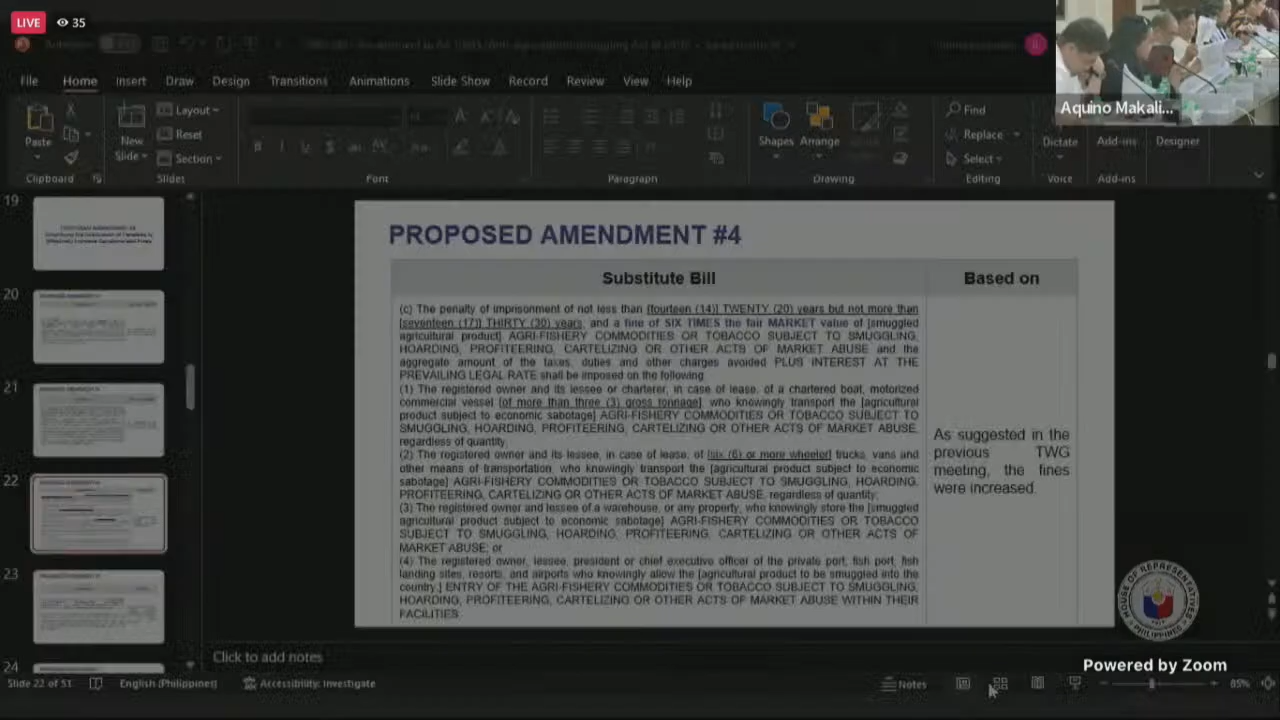 LIVE 35
Aquino Makali...
File Home Insert Draw Design Transitions Animations Slide Show Record Review View Help
Paste
New Slide
Layout
Reset
Section
Shapes Arrange
Find
Replace
Select
Dictate
Add-ins
Designer
Clipboard Slides Font Paragraph Drawing Editing Voice Add-ins
19
20
21
22
23
24
PROPOSED AMENDMENT #4
Substitute Bill
Based on
(c) The penalty of imprisonment of not less than [fourteen (14)] TWENTY (20) years but not more than
[seventeen (17)] THIRTY (30) years, and a fine of SIX TIMES the fair MARKET value of [smuggled
agricultural product] AGRI-FISHERY COMMODITIES OR TOBACCO SUBJECT TO SMUGGLING,
HOARDING, PROFITEERING, CARTELIZING OR OTHER ACTS OF MARKET ABUSE and the
aggregate amount of the taxes, duties and other charges avoided PLUS INTEREST AT THE
PREVAILING LEGAL RATE shall be imposed on the following:
(1) The registered owner and its lessee or charterer, in case of lease, of a chartered boat, motorized
commercial vessel [of more than three (3) gross tonnage], who knowingly transport the [agricultural
product subject to economic sabotage] AGRI-FISHERY COMMODITIES OR TOBACCO SUBJECT TO
SMUGGLING, HOARDING, PROFITEERING, CARTELIZING OR OTHER ACTS OF MARKET ABUSE,
regardless of quantity;
(2) The registered owner and its lessee, in case of lease, of [six (6) or more wheeler] trucks, vans and
other means of transportation, who knowingly transport the [agricultural product subject to economic
sabotage] AGRI-FISHERY COMMODITIES OR TOBACCO SUBJECT TO SMUGGLING, HOARDING,
PROFITEERING, CARTELIZING OR OTHER ACTS OF MARKET ABUSE, regardless of quantity;
(3) The registered owner and lessee of a warehouse, or any property, who knowingly store the [smuggled
agricultural product subject to economic sabotage] AGRI-FISHERY COMMODITIES OR TOBACCO
SUBJECT TO SMUGGLING, HOARDING, PROFITEERING, CARTELIZING OR OTHER ACTS OF
MARKET ABUSE; or
(4) The registered owner, lessee, president or chief executive officer of the private port, fish port, fish
landing sites, resorts, and airports who knowingly allow the [agricultural product to be smuggled into the
country.] ENTRY OF THE AGRI-FISHERY COMMODITIES OR TOBACCO SUBJECT TO SMUGGLING,
HOARDING, PROFITEERING, CARTELIZING OR OTHER ACTS OF MARKET ABUSE WITHIN THEIR
FACILITIES.
As suggested in the
previous TWG
meeting, the fines
were increased.
HOUSE OF REPRESENTATIVES
PHILIPPINES
Click to add notes
Powered by Zoom
Slide 22 of 51 English (Philippines) Accessibility: Investigate Notes 85%